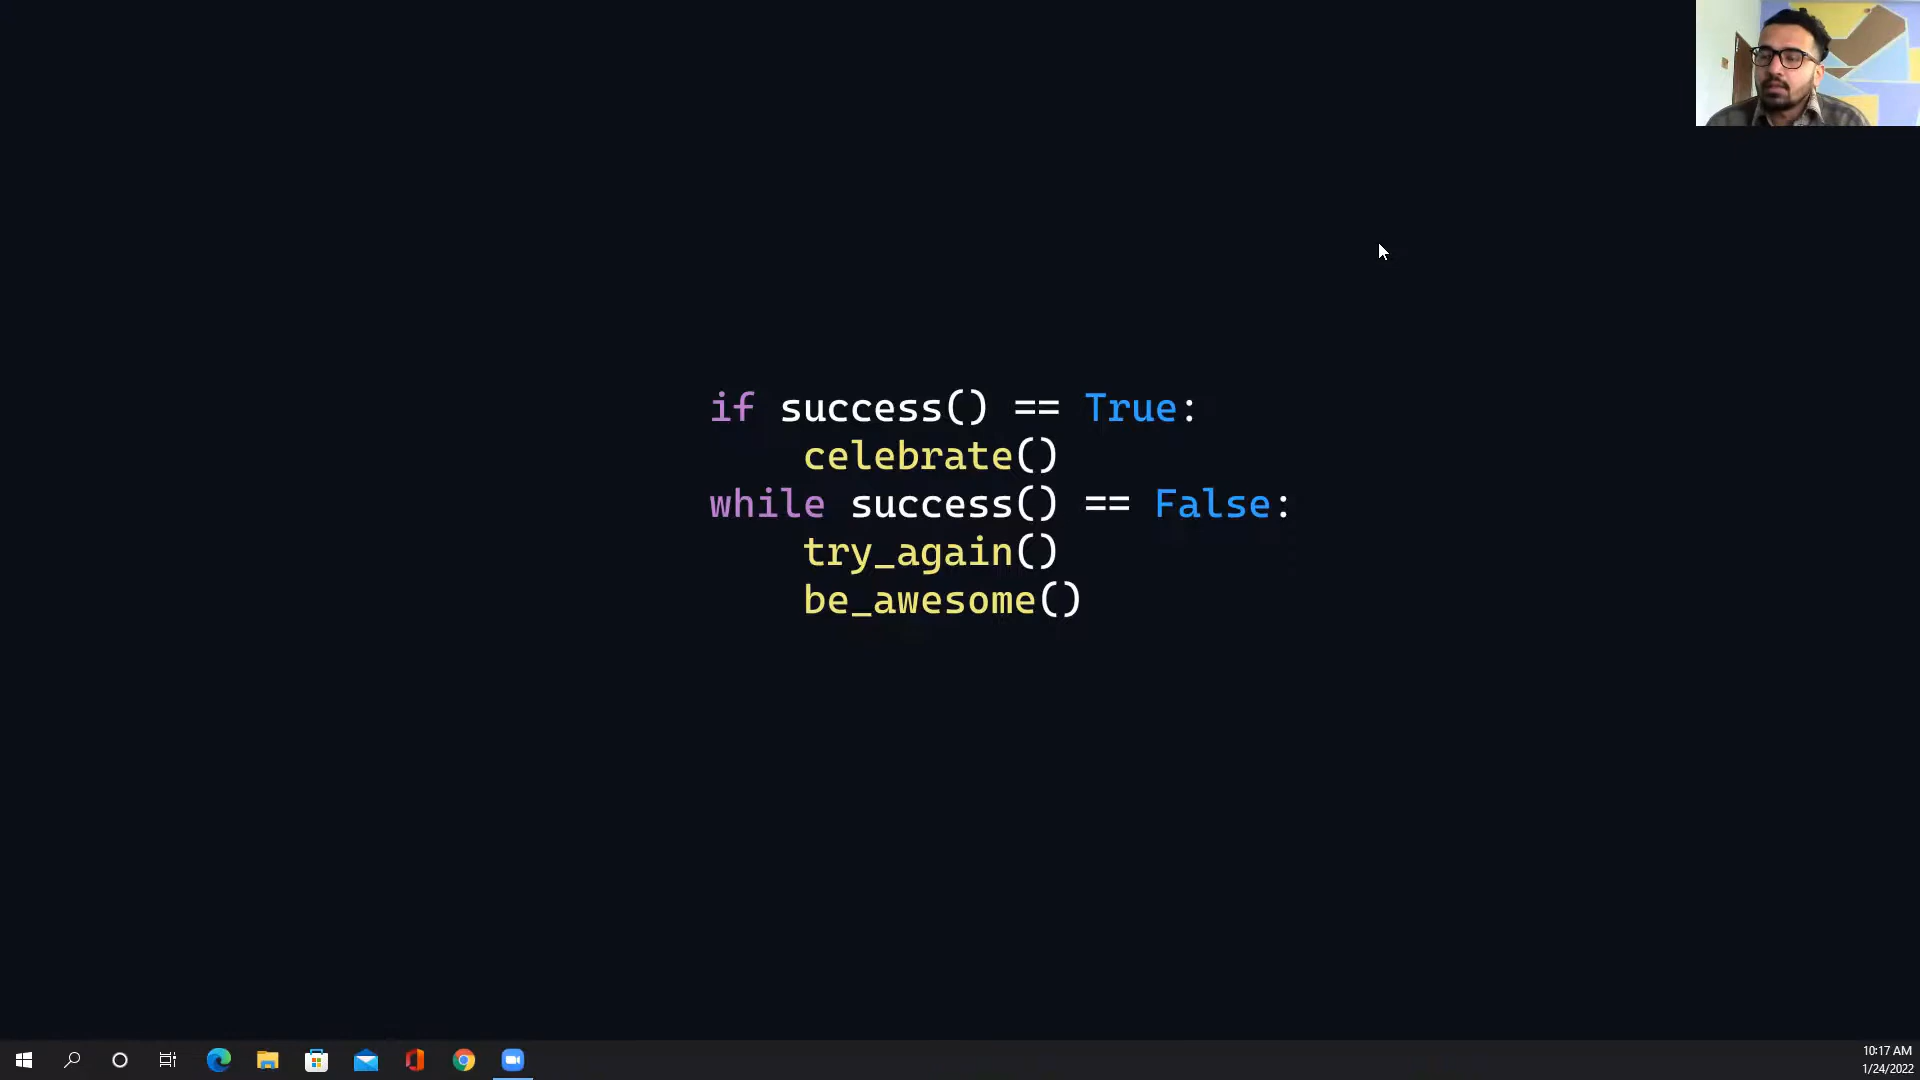 if success() == True:
    celebrate()
while success() == False:
    try_again()
    be_awesome()
10:17 AM
1/24/2022